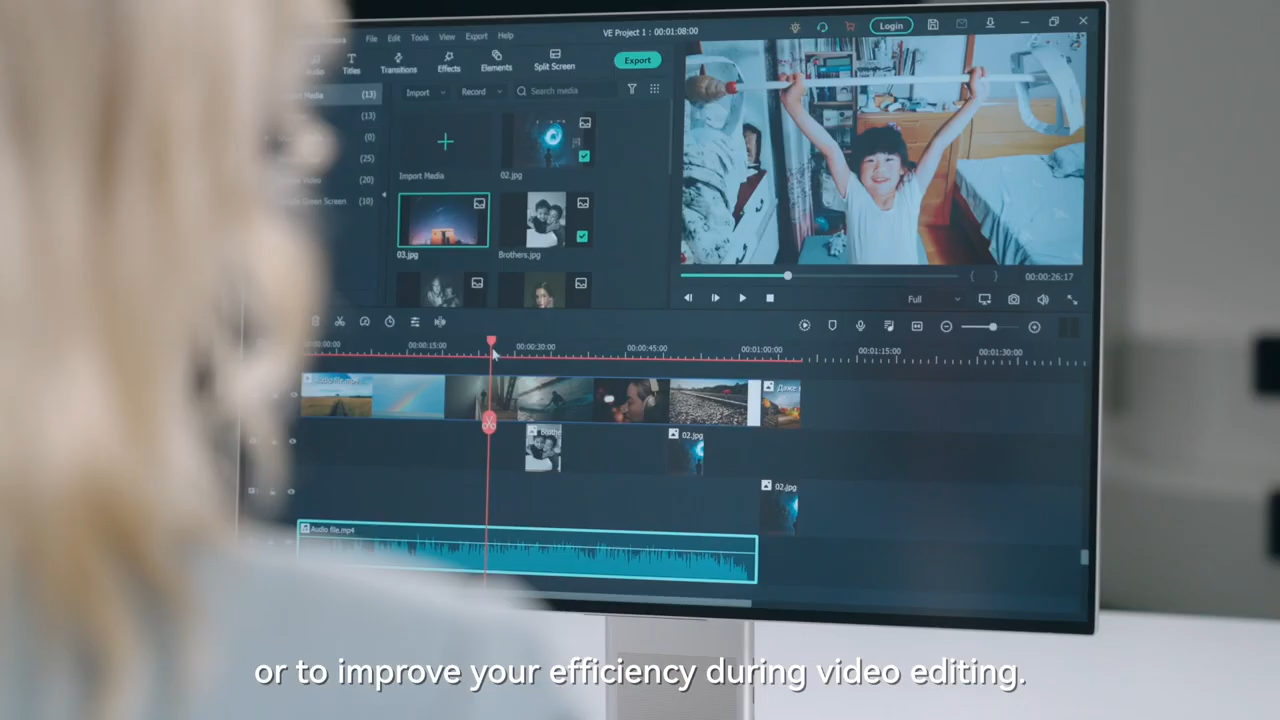 File Edit Tools View Export Help
VE Project 1 : 00:01:08:00
Login
Titles
Transitions
Effects
Elements
Split Screen
Export
Media (13)
Import
Record
Search media
(13)
(0)
(25)
(20)
Green Screen (10)
Import Media
02.jpg
03.jpg
Brothers.jpg
00:00:26:17
Full
00:00:15:00
00:00:30:00
00:00:45:00
00:01:00:00
00:01:15:00
00:01:30:00
02.jpg
02.jpg
Audio file.mp4
or to improve your efficiency during video editing.